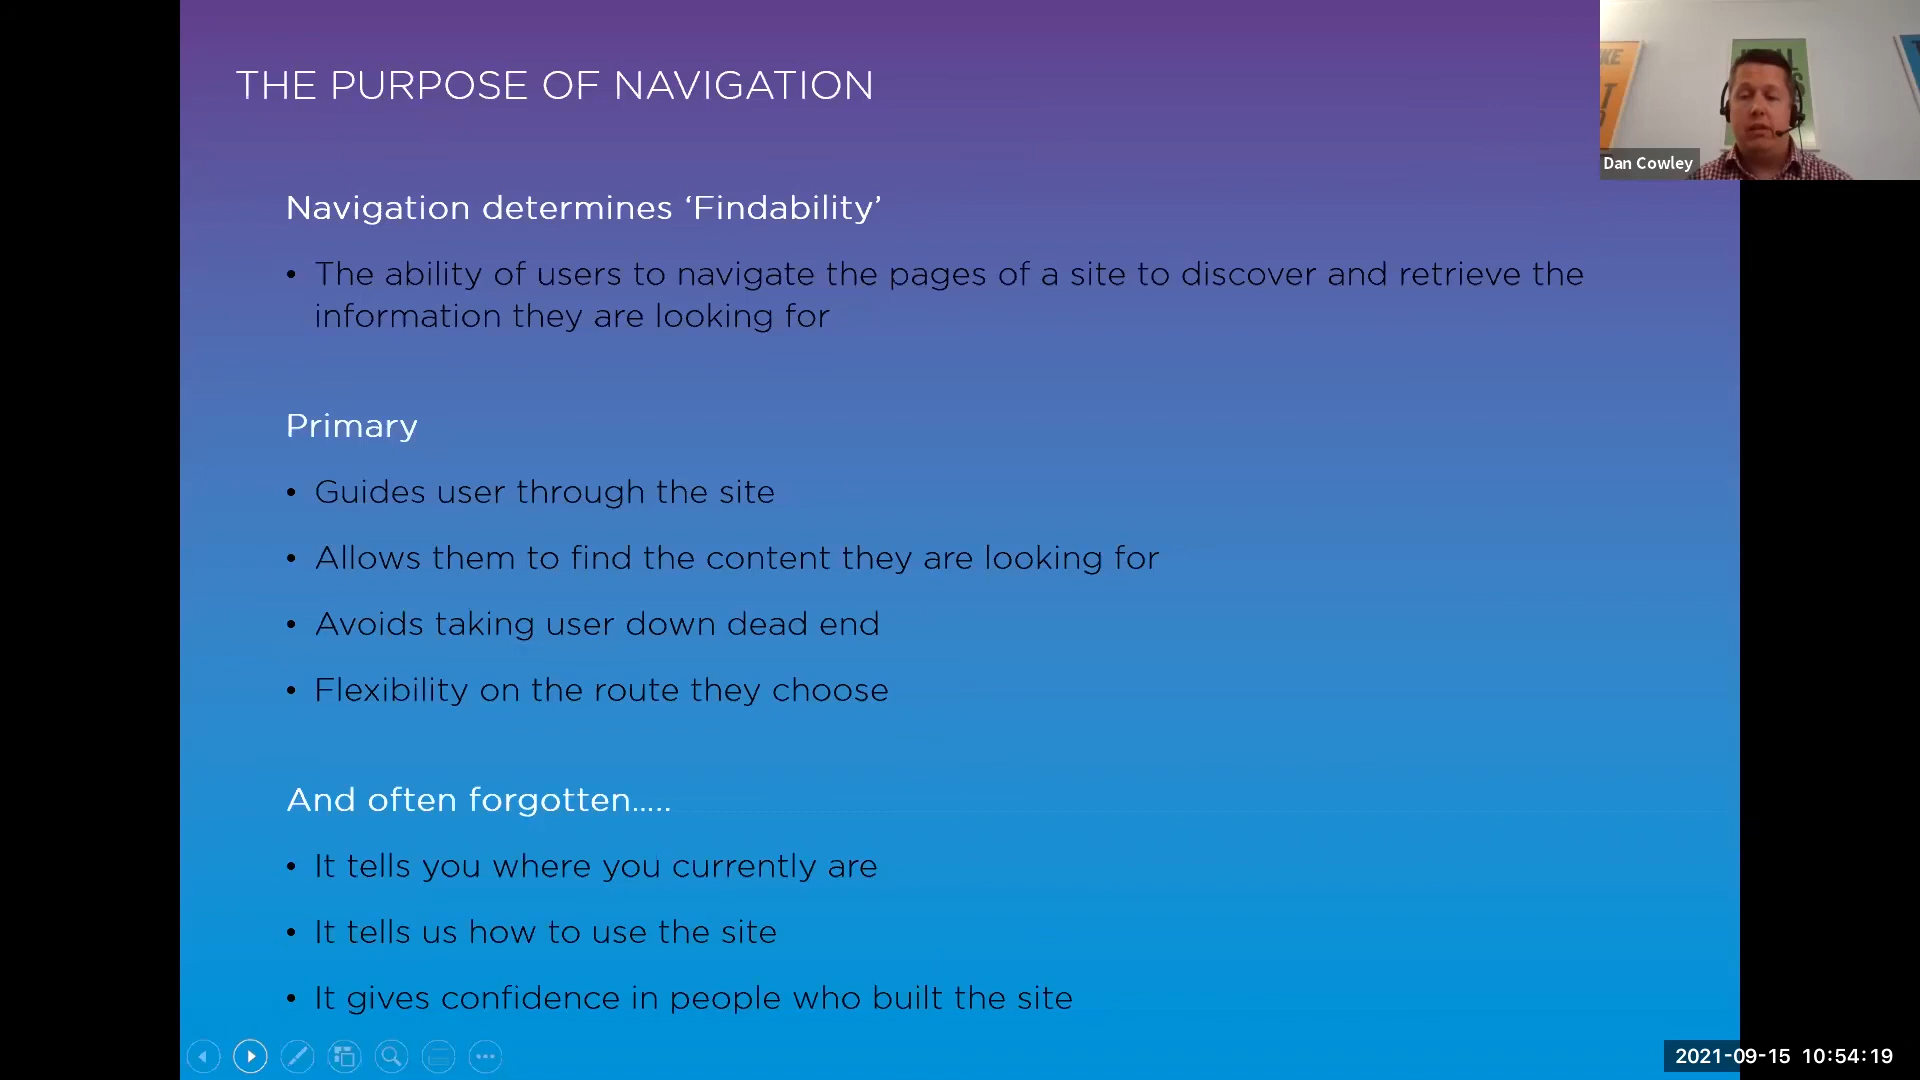 THE PURPOSE OF NAVIGATION
Navigation determines ‘Findability’
• The ability of users to navigate the pages of a site to discover and retrieve the
information they are looking for
Primary
• Guides user through the site
• Allows them to find the content they are looking for
• Avoids taking user down dead end
• Flexibility on the route they choose
And often forgotten.....
• It tells you where you currently are
• It tells us how to use the site
• It gives confidence in people who built the site
Dan Cowley
2021-09-15 10:54:19